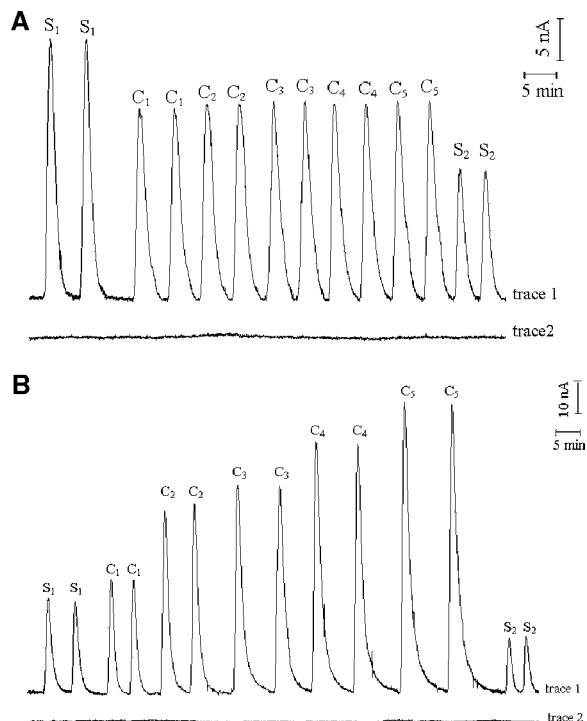 A
S₁ S₁
5 nA
5 min
C₁ C₁ C₂ C₂ C₃ C₃ C₄ C₄ C₅ C₅
S₂ S₂
trace 1
trace2
B
10 nA
5 min
C₅ C₅
C₄ C₄
C₃ C₃
C₂ C₂
C₁ C₁
S₁ S₁
S₂ S₂
trace 1
trace 2